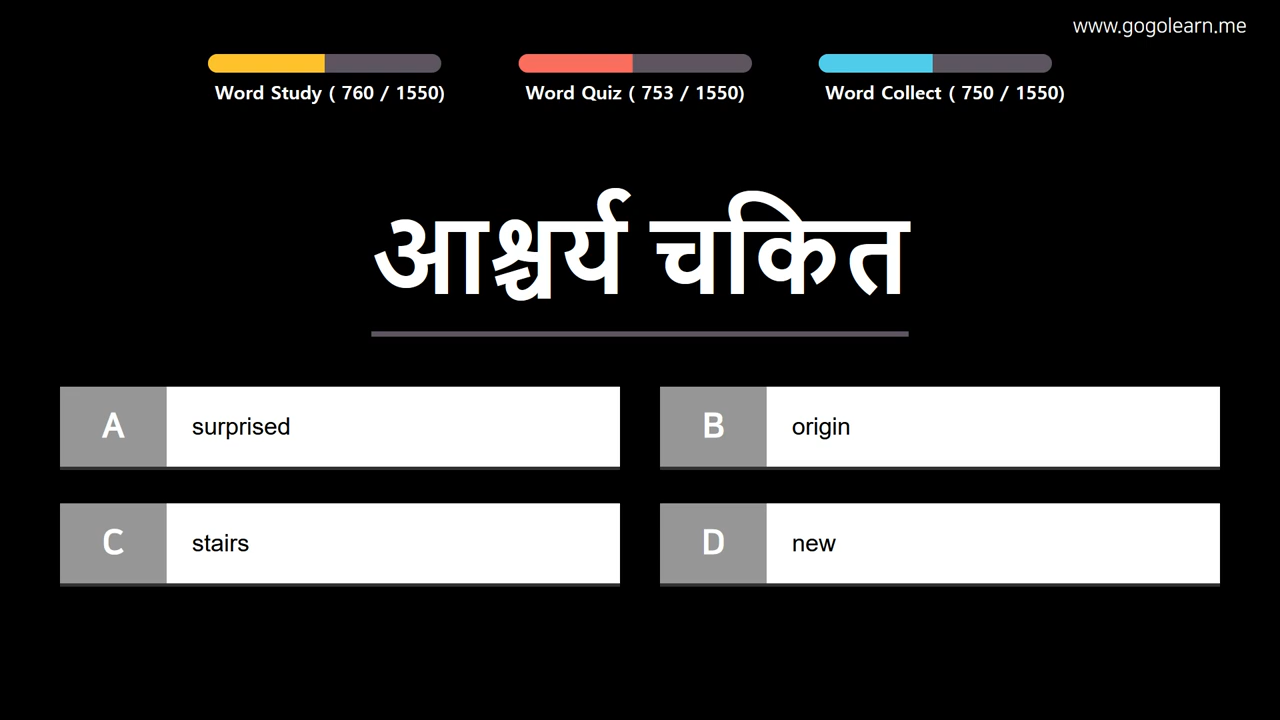 www.gogolearn.me
Word Study ( 760 / 1550)
Word Quiz ( 753 / 1550)
Word Collect ( 750 / 1550)
आश्चर्य चकित
A surprised
B origin
C stairs
D new